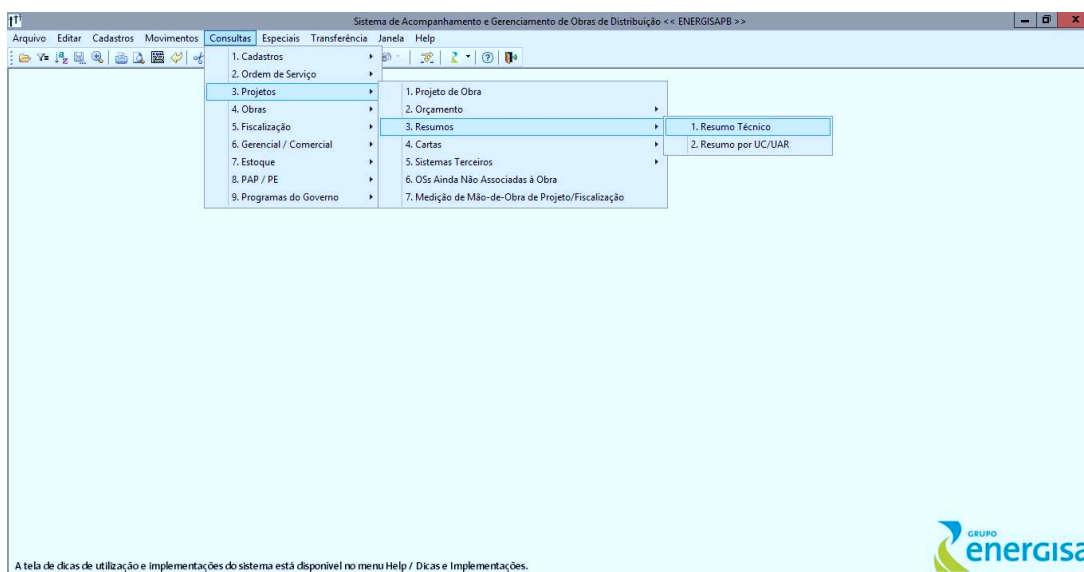 Sistema de Acompanhamento e Gerenciamento de Obras de Distribuição << ENERGISAPB >>
Arquivo Editar Cadastros Movimentos Consultas Especiais Transferência Janela Help
1. Cadastros
2. Ordem de Serviço
3. Projetos
4. Obras
5. Fiscalização
6. Gerencial / Comercial
7. Estoque
8. PAP / PE
9. Programas do Governo
1. Projeto de Obra
2. Orçamento
3. Resumos
4. Cartas
5. Sistemas Terceiros
6. OSs Ainda Não Associadas à Obra
7. Medição de Mão-de-Obra de Projeto/Fiscalização
1. Resumo Técnico
2. Resumo por UC/UAR
GRUPO
energisa
A tela de dicas de utilização e implementações do sistema está disponível no menu Help / Dicas e Implementações.